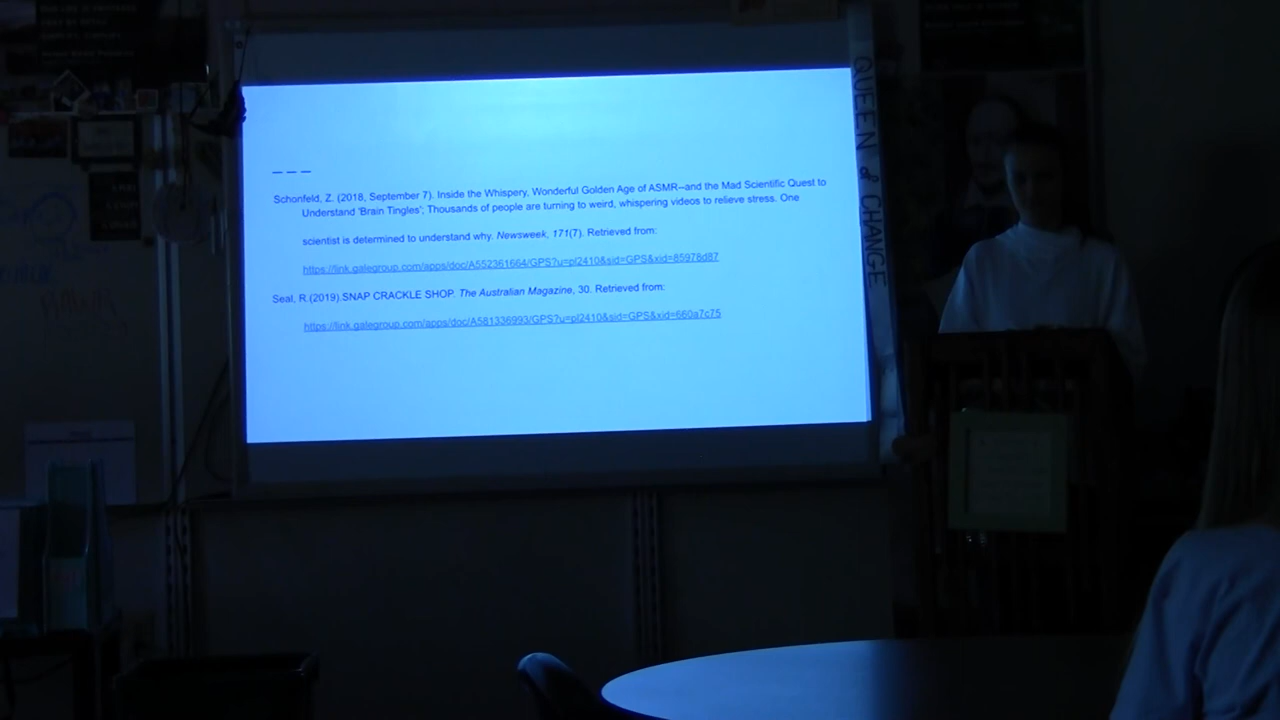 – – –
Schonfeld, Z. (2018, September 7). Inside the Whispery, Wonderful Golden Age of ASMR--and the Mad Scientific Quest to
Understand 'Brain Tingles'; Thousands of people are turning to weird, whispering videos to relieve stress. One
scientist is determined to understand why. Newsweek, 171(7). Retrieved from:
https://link.galegroup.com/apps/doc/A552361664/GPS?u=pl2410&sid=GPS&xid=85978d87
Seal, R.(2019).SNAP CRACKLE SHOP. The Australian Magazine, 30. Retrieved from:
https://link.galegroup.com/apps/doc/A581336993/GPS?u=pl2410&sid=GPS&xid=660a7c75
QUEEN of CHANGE